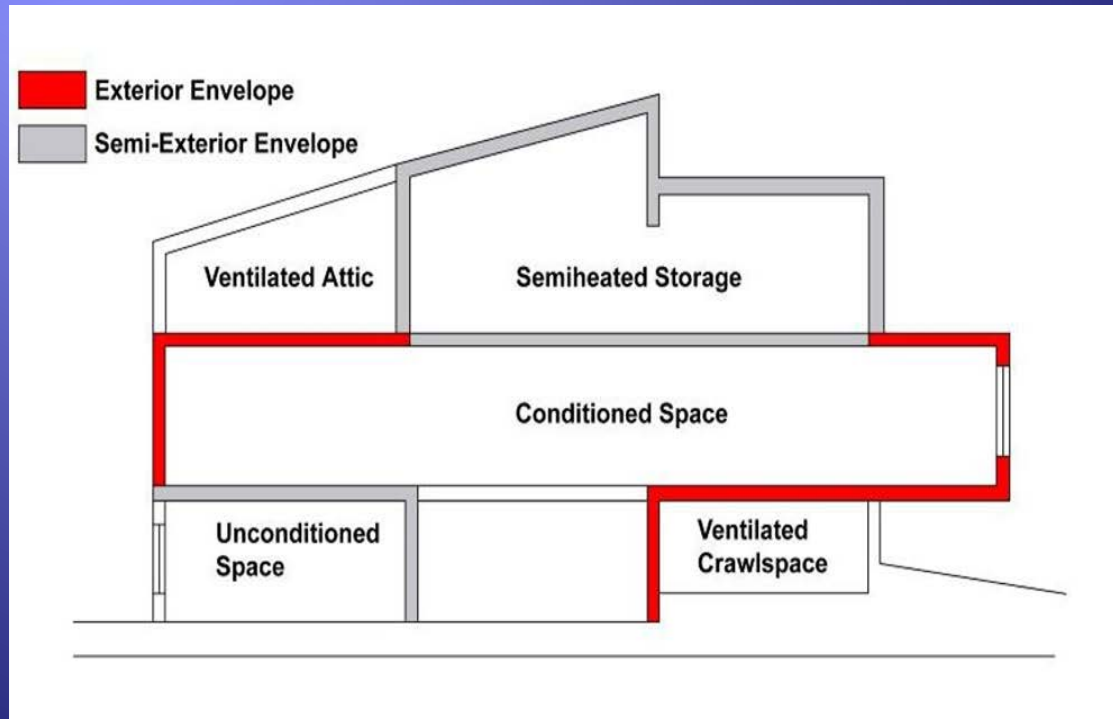 Exterior Envelope
Semi-Exterior Envelope
Ventilated Attic
Semiheated Storage
Conditioned Space
Unconditioned
Space
Ventilated
Crawlspace